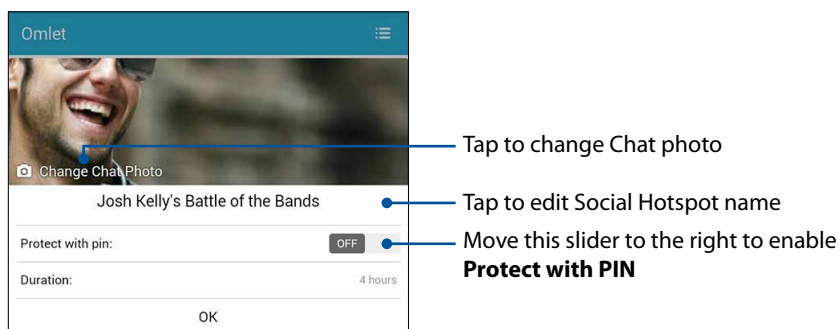 Omlet
Change Chat Photo
Tap to change Chat photo
Josh Kelly's Battle of the Bands
Tap to edit Social Hotspot name
Protect with pin:
OFF
Move this slider to the right to enable
Protect with PIN
Duration:
4 hours
OK